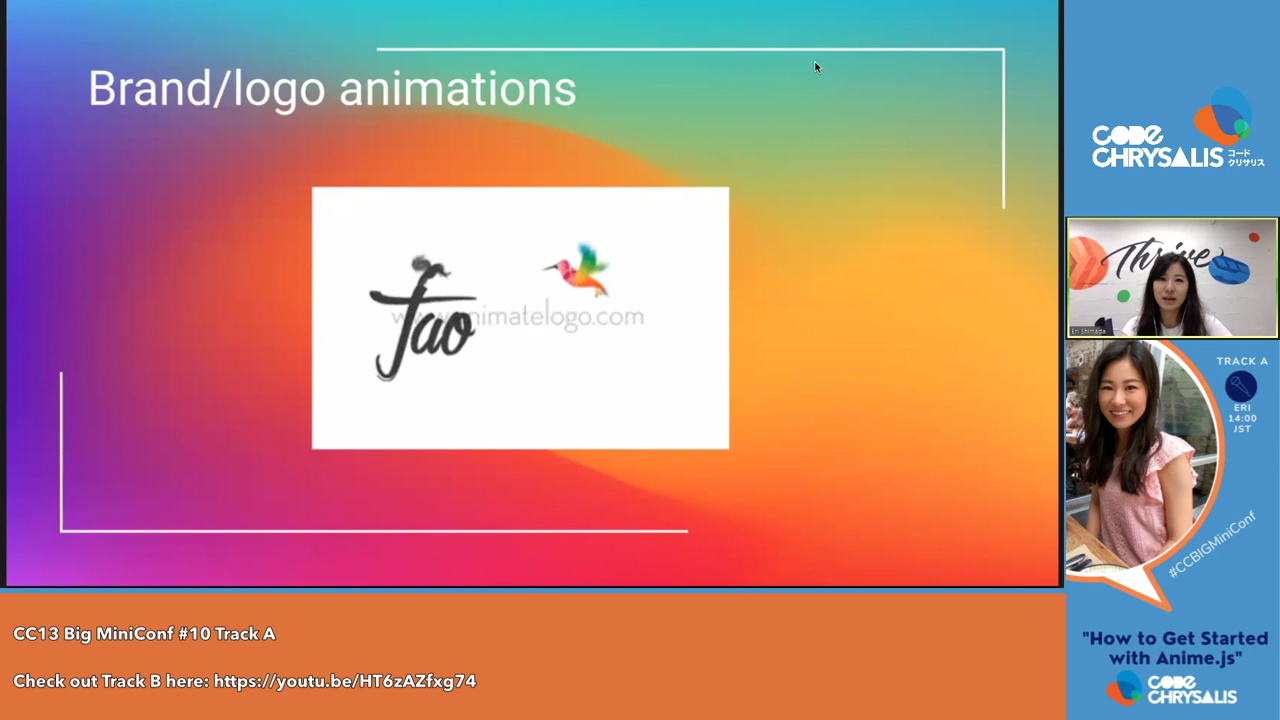 Brand/logo animations
fao
www.animatelogo.com
CODE
CHRYSALIS
コード
クリサリス
Thrive
Eri Shimada
TRACK A
ERI
14:00
JST
#CCBIGMiniConf
"How to Get Started
with Anime.js"
CODE
CHRYSALIS
CC13 Big MiniConf #10 Track A
Check out Track B here: https://youtu.be/HT6zAZfxg74